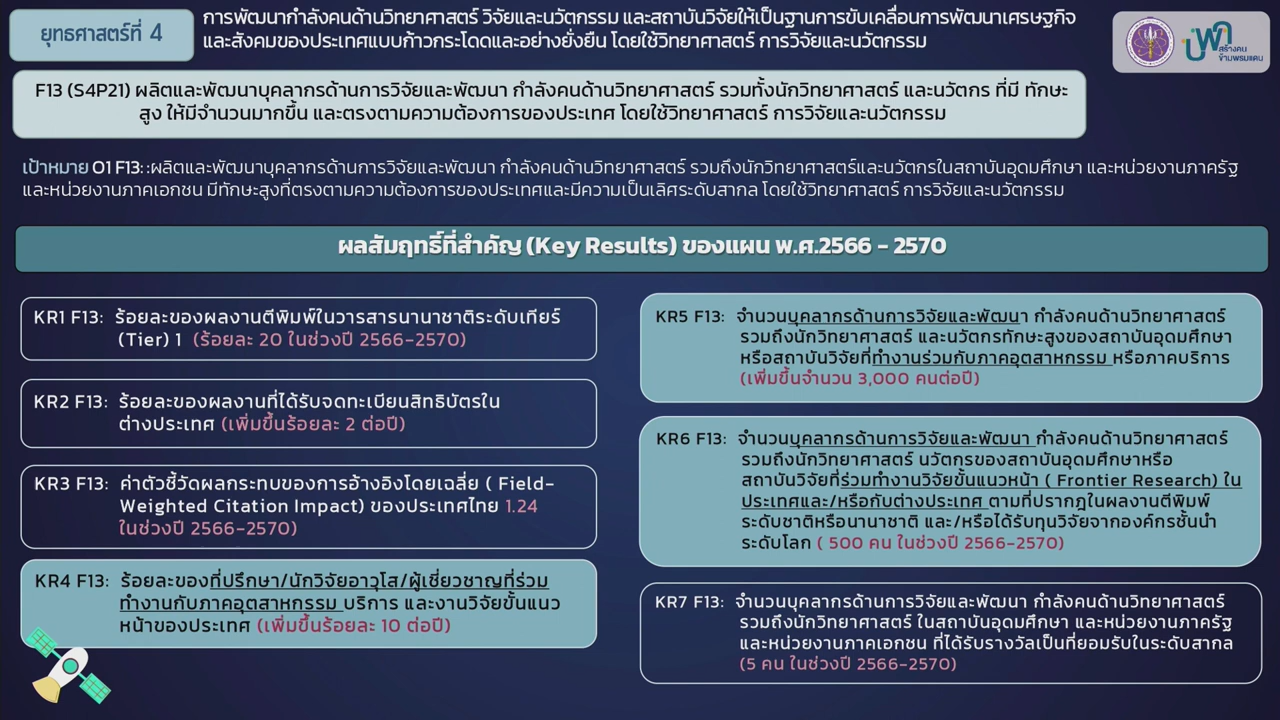 ยุทธศาสตร์ที่ 4
การพัฒนากำลังคนด้านวิทยาศาสตร์ วิจัยและนวัตกรรม และสถาบันวิจัยให้เป็นฐานการขับเคลื่อนการพัฒนาเศรษฐกิจ
และสังคมของประเทศแบบก้าวกระโดดและอย่างยั่งยืน โดยใช้วิทยาศาสตร์ การวิจัยและนวัตกรรม
บพค
สร้างคน
ข้ามพรมแดน
F13 (S4P21) ผลิตและพัฒนาบุคลากรด้านการวิจัยและพัฒนา กำลังคนด้านวิทยาศาสตร์ รวมทั้งนักวิทยาศาสตร์ และนวัตกร ที่มี ทักษะ
สูง ให้มีจำนวนมากขึ้น และตรงตามความต้องการของประเทศ โดยใช้วิทยาศาสตร์ การวิจัยและนวัตกรรม
เป้าหมาย O1 F13: :ผลิตและพัฒนาบุคลากรด้านการวิจัยและพัฒนา กำลังคนด้านวิทยาศาสตร์ รวมถึงนักวิทยาศาสตร์และนวัตกรในสถาบันอุดมศึกษา และหน่วยงานภาครัฐ
และหน่วยงานภาคเอกชน มีทักษะสูงที่ตรงตามความต้องการของประเทศและมีความเป็นเลิศระดับสากล โดยใช้วิทยาศาสตร์ การวิจัยและนวัตกรรม
ผลสัมฤทธิ์ที่สำคัญ (Key Results) ของแผน พ.ศ.2566 - 2570
KR1 F13: ร้อยละของผลงานตีพิมพ์ในวารสารนานาชาติระดับเทียร์
(Tier) 1 (ร้อยละ 20 ในช่วงปี 2566-2570)
KR2 F13: ร้อยละของผลงานที่ได้รับจดทะเบียนสิทธิบัตรใน
ต่างประเทศ (เพิ่มขึ้นร้อยละ 2 ต่อปี)
KR3 F13: ค่าตัวชี้วัดผลกระทบของการอ้างอิงโดยเฉลี่ย ( Field-
Weighted Citation Impact) ของประเทศไทย 1.24
ในช่วงปี 2566-2570)
KR4 F13: ร้อยละของที่ปรึกษา/นักวิจัยอาวุโส/ผู้เชี่ยวชาญที่ร่วม
ทำงานกับภาคอุตสาหกรรม บริการ และงานวิจัยขั้นแนว
หน้าของประเทศ (เพิ่มขึ้นร้อยละ 10 ต่อปี)
KR5 F13: จำนวนบุคลากรด้านการวิจัยและพัฒนา กำลังคนด้านวิทยาศาสตร์
รวมถึงนักวิทยาศาสตร์ และนวัตกรทักษะสูงของสถาบันอุดมศึกษา
หรือสถาบันวิจัยที่ทำงานร่วมกับภาคอุตสาหกรรม หรือภาคบริการ
(เพิ่มขึ้นจำนวน 3,000 คนต่อปี)
KR6 F13: จำนวนบุคลากรด้านการวิจัยและพัฒนา กำลังคนด้านวิทยาศาสตร์
รวมถึงนักวิทยาศาสตร์ นวัตกรของสถาบันอุดมศึกษาหรือ
สถาบันวิจัยที่ร่วมทำงานวิจัยขั้นแนวหน้า ( Frontier Research) ใน
ประเทศและ/หรือกับต่างประเทศ ตามที่ปรากฏในผลงานตีพิมพ์
ระดับชาติหรือนานาชาติ และ/หรือได้รับทุนวิจัยจากองค์กรชั้นนำ
ระดับโลก ( 500 คน ในช่วงปี 2566-2570)
KR7 F13: จำนวนบุคลากรด้านการวิจัยและพัฒนา กำลังคนด้านวิทยาศาสตร์
รวมถึงนักวิทยาศาสตร์ ในสถาบันอุดมศึกษา และหน่วยงานภาครัฐ
และหน่วยงานภาคเอกชน ที่ได้รับรางวัลเป็นที่ยอมรับในระดับสากล
(5 คน ในช่วงปี 2566-2570)